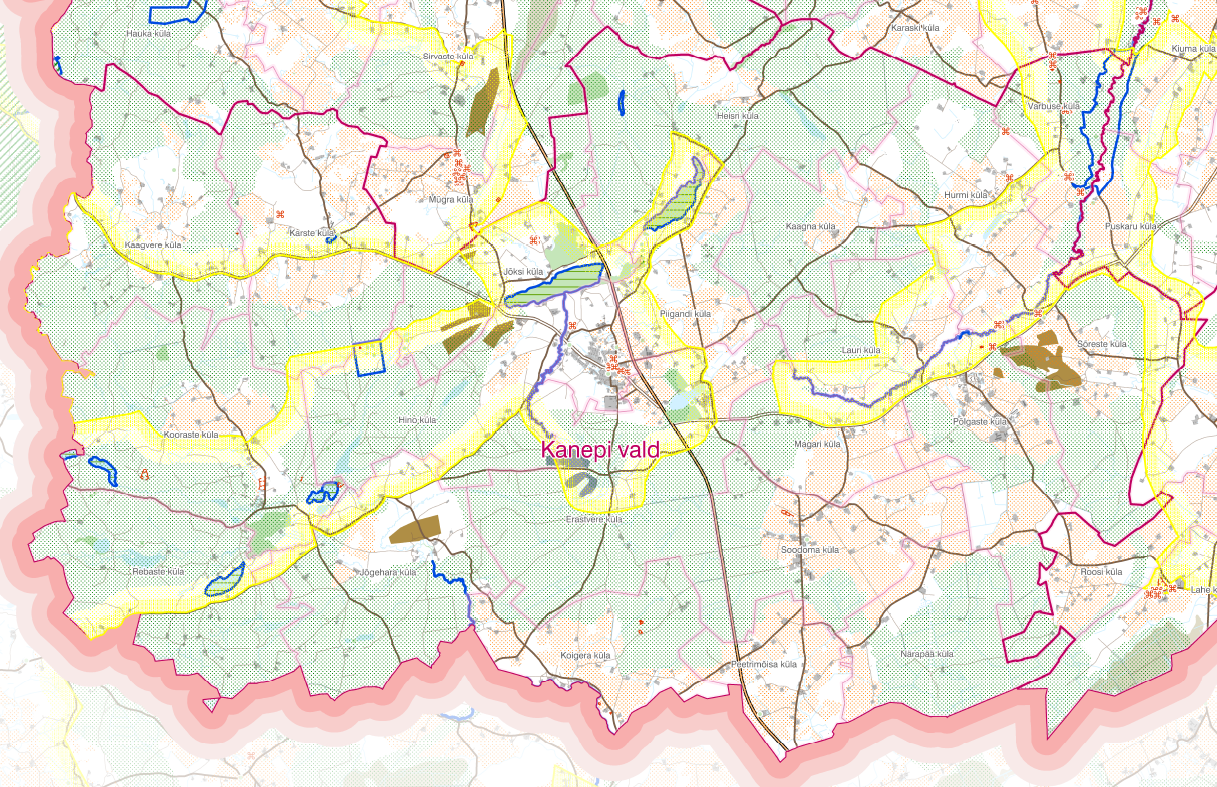 Karaski küla
Hauka küla
Kiuma küla
Sirvaste küla
Varbuse küla
Heisri küla
Hurmi küla
Mügra küla
Kaagna küla
Puskaru küla
Kärste küla
Kaagvere küla
Jõksi küla
Piigandi küla
Sõreste küla
Lauri küla
Hino küla
Põlgaste küla
Kooraste küla
Magari küla
Kanepi vald
Erastvere küla
Soodoma küla
Rebaste küla
Jõgehara küla
Roosi küla
Lahe k
Koigera küla
Närapää küla
Peetrimõisa küla